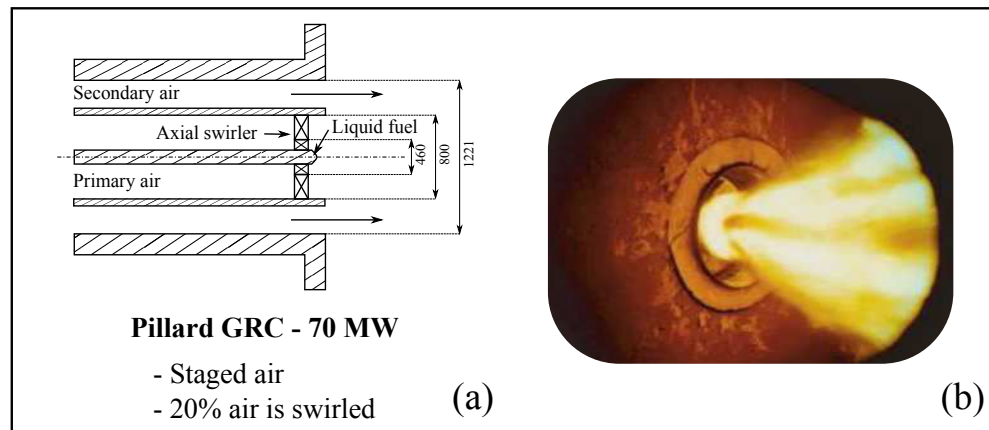 Secondary air
Axial swirler
Liquid fuel
Primary air
460
800
1221
Pillard GRC - 70 MW
- Staged air
- 20% air is swirled
(a)
(b)